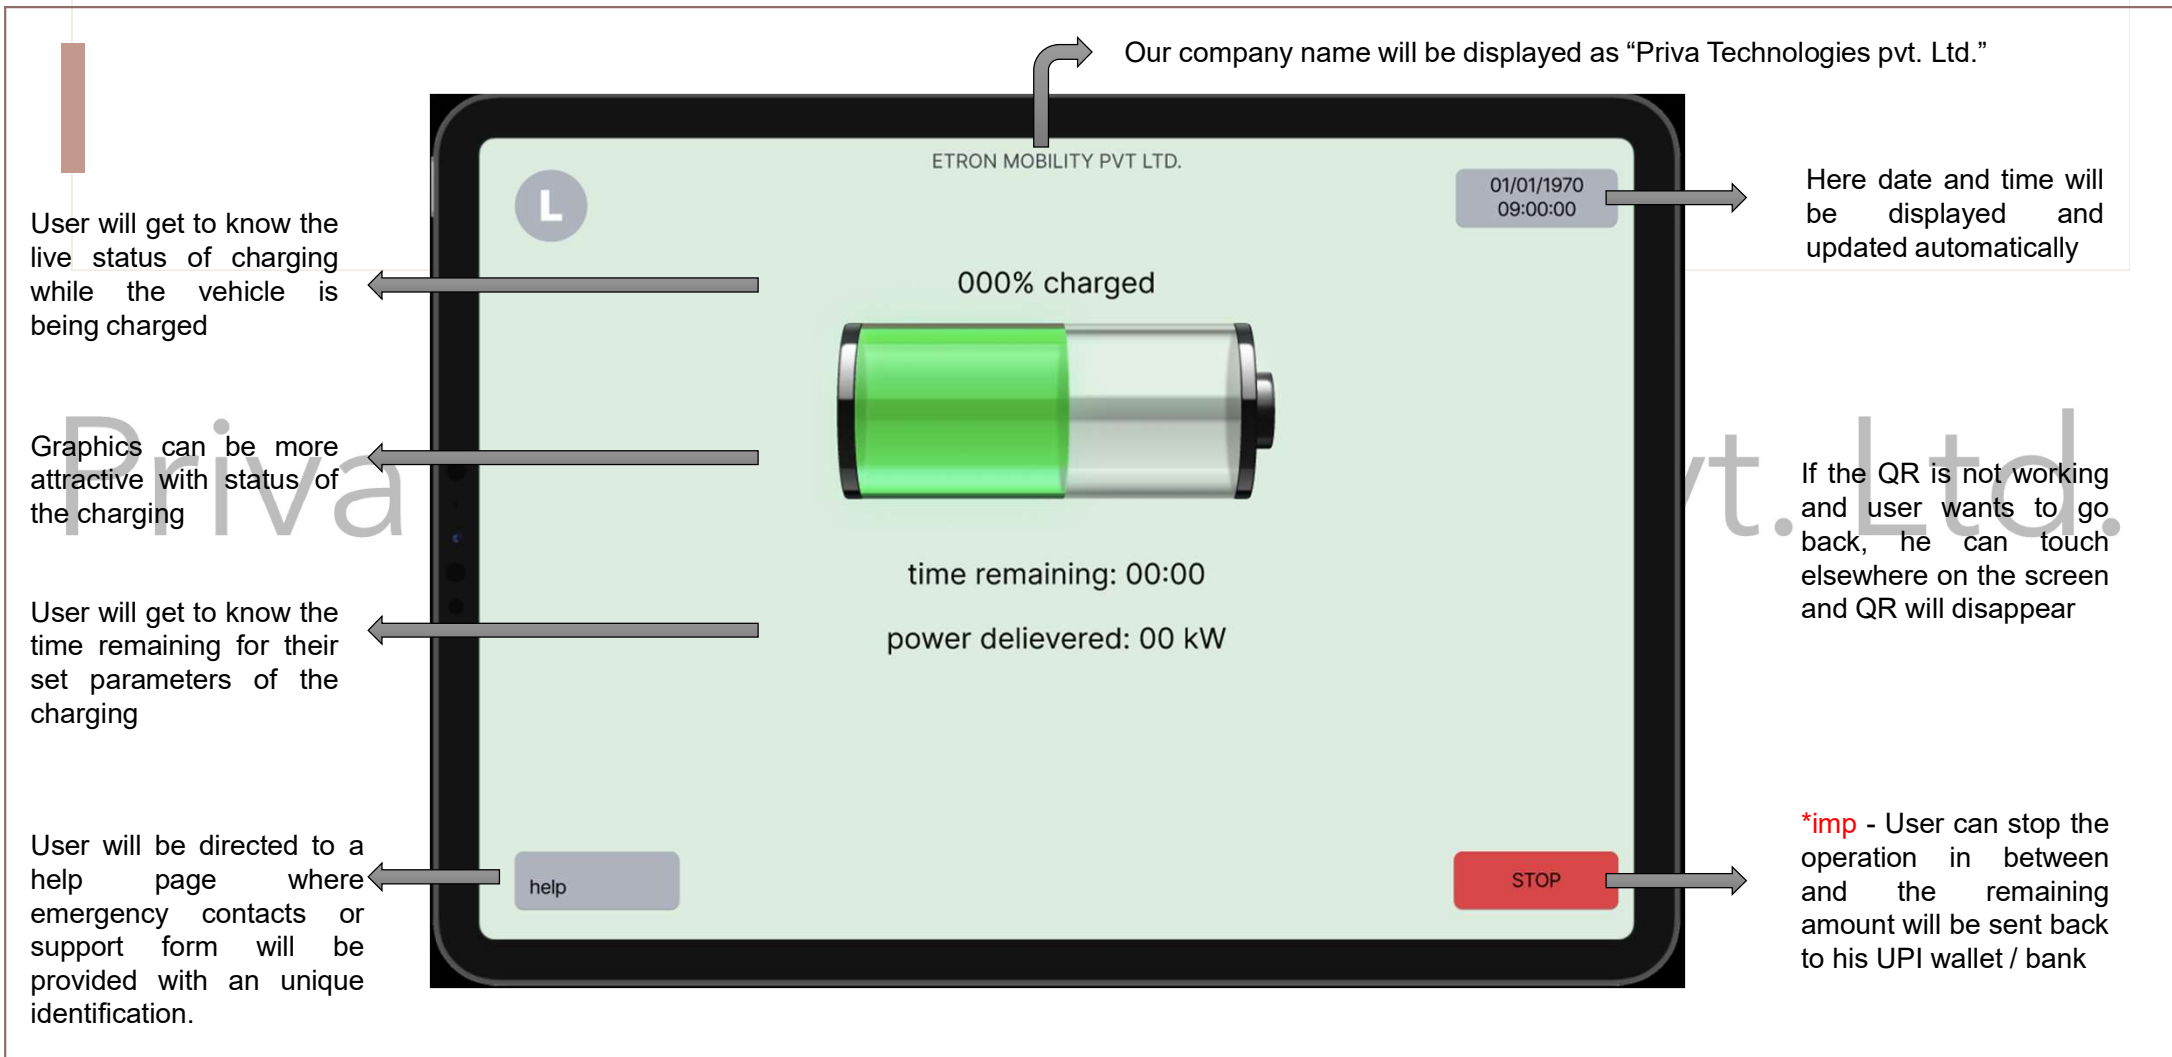 Our company name will be displayed as “Priva Technologies pvt. Ltd.”
ETRON MOBILITY PVT LTD.
L
01/01/1970
09:00:00
Here date and time will
be displayed and
updated automatically
User will get to know the
live status of charging
while the vehicle is
being charged
000% charged
Graphics can be more
attractive with status of
the charging
Priva
vt. Ltd.
If the QR is not working
and user wants to go
back, he can touch
elsewhere on the screen
and QR will disappear
time remaining: 00:00
power delievered: 00 kW
User will get to know the
time remaining for their
set parameters of the
charging
User will be directed to a
help page where
emergency contacts or
support form will be
provided with an unique
identification.
help
STOP
*imp - User can stop the
operation in between
and the remaining
amount will be sent back
to his UPI wallet / bank